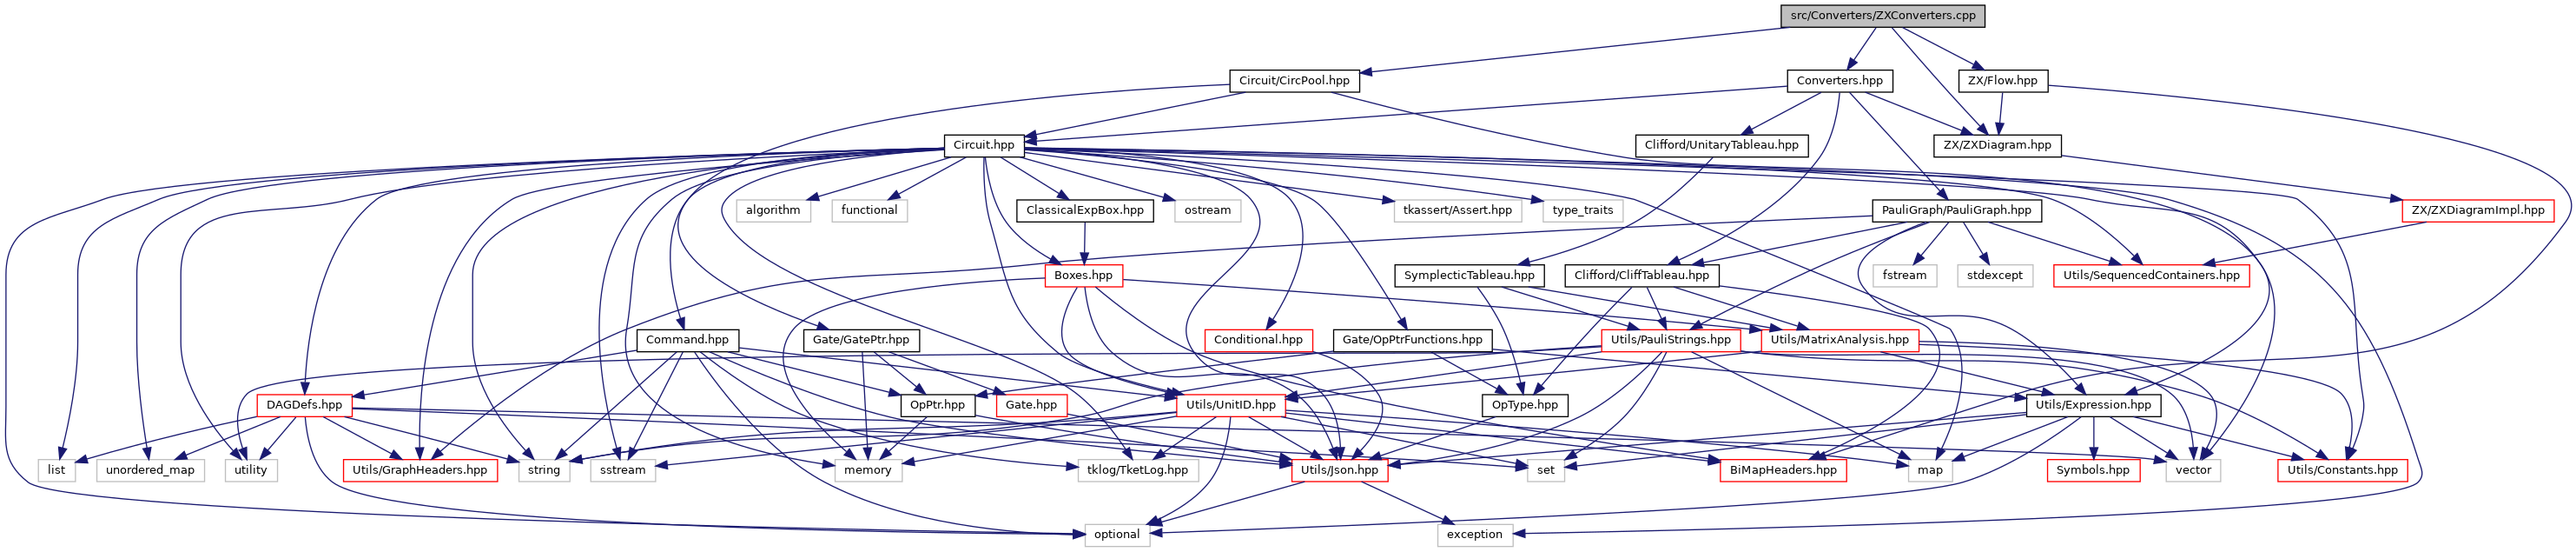 src/Converters/ZXConverters.cpp
Circuit/CircPool.hpp
Converters.hpp
ZX/Flow.hpp
Circuit.hpp
Clifford/UnitaryTableau.hpp
ZX/ZXDiagram.hpp
algorithm
functional
ClassicalExpBox.hpp
ostream
tkassert/Assert.hpp
type_traits
PauliGraph/PauliGraph.hpp
ZX/ZXDiagramImpl.hpp
Boxes.hpp
SymplecticTableau.hpp
Clifford/CliffTableau.hpp
fstream
stdexcept
Utils/SequencedContainers.hpp
Command.hpp
Gate/GatePtr.hpp
Conditional.hpp
Gate/OpPtrFunctions.hpp
Utils/PauliStrings.hpp
Utils/MatrixAnalysis.hpp
DAGDefs.hpp
OpPtr.hpp
Gate.hpp
Utils/UnitID.hpp
OpType.hpp
Utils/Expression.hpp
list
unordered_map
utility
Utils/GraphHeaders.hpp
string
sstream
memory
tklog/TketLog.hpp
Utils/Json.hpp
set
BiMapHeaders.hpp
map
Symbols.hpp
vector
Utils/Constants.hpp
optional
exception